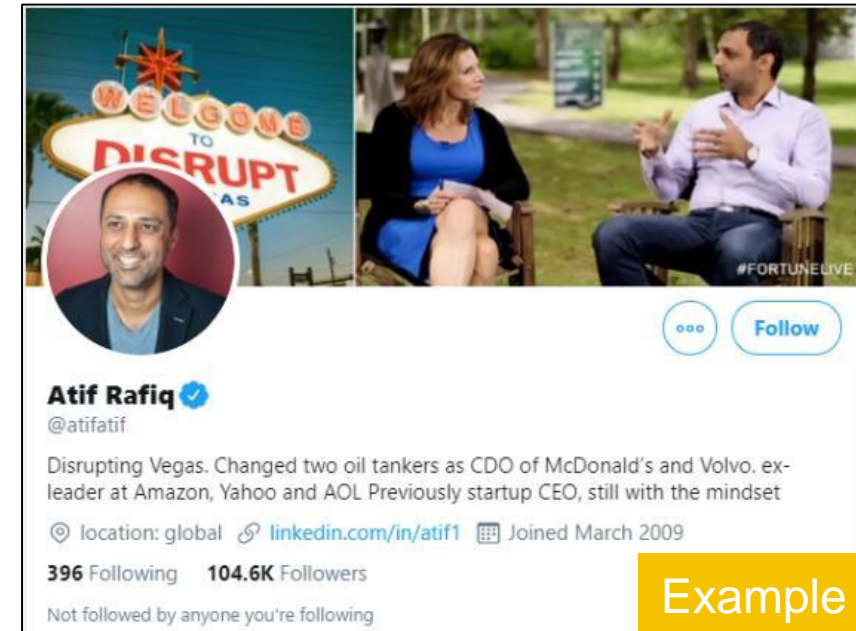 WELCOME
TO
DISRUPT
AS
#FORTUNELIVE
ooo
Follow
Atif Rafiq
@atifatif
Disrupting Vegas. Changed two oil tankers as CDO of McDonald's and Volvo. ex-
leader at Amazon, Yahoo and AOL Previously startup CEO, still with the mindset
location: global linkedin.com/in/atif1 Joined March 2009
396 Following 104.6K Followers
Not followed by anyone you're following
Example